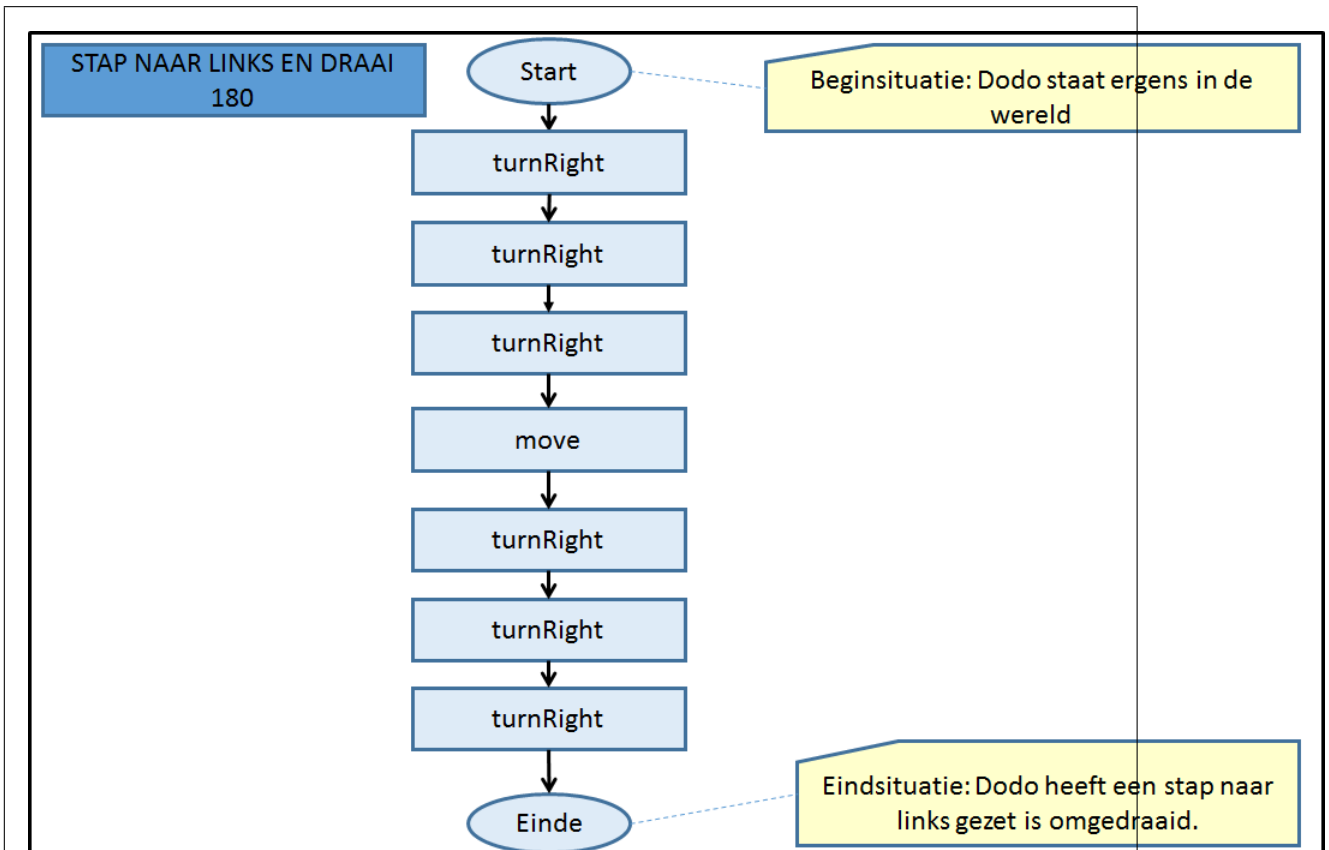 STAP NAAR LINKS EN DRAAI
180
Start
Beginsituatie: Dodo staat ergens in de
wereld
turnRight
turnRight
turnRight
move
turnRight
turnRight
turnRight
Eindsituatie: Dodo heeft een stap naar
links gezet is omgedraaid.
Einde